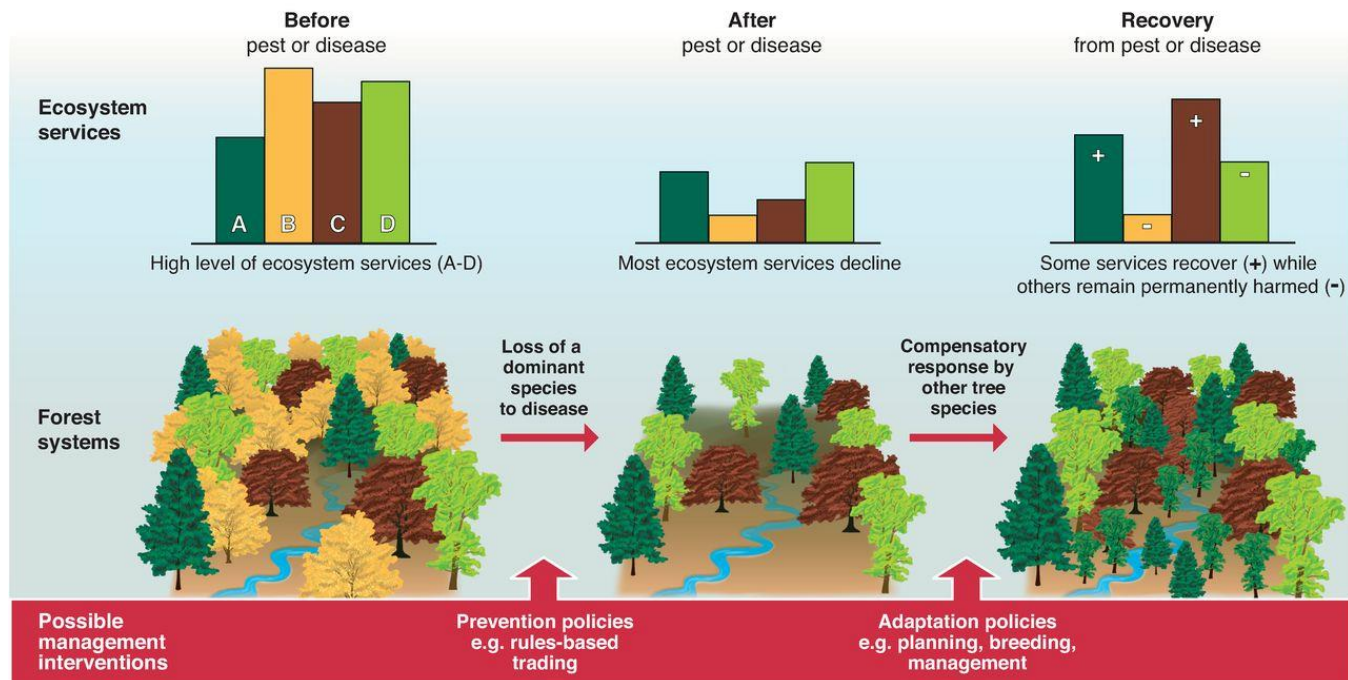 Before
pest or disease
After
pest or disease
Recovery
from pest or disease
Ecosystem
services
A
B
C
D
+
-
+
-
High level of ecosystem services (A-D)
Most ecosystem services decline
Some services recover (+) while
others remain permanently harmed (-)
Forest
systems
Loss of a
dominant
species
to disease
Compensatory
response by
other tree
species
Possible
management
interventions
Prevention policies
e.g. rules-based
trading
Adaptation policies
e.g. planning, breeding,
management